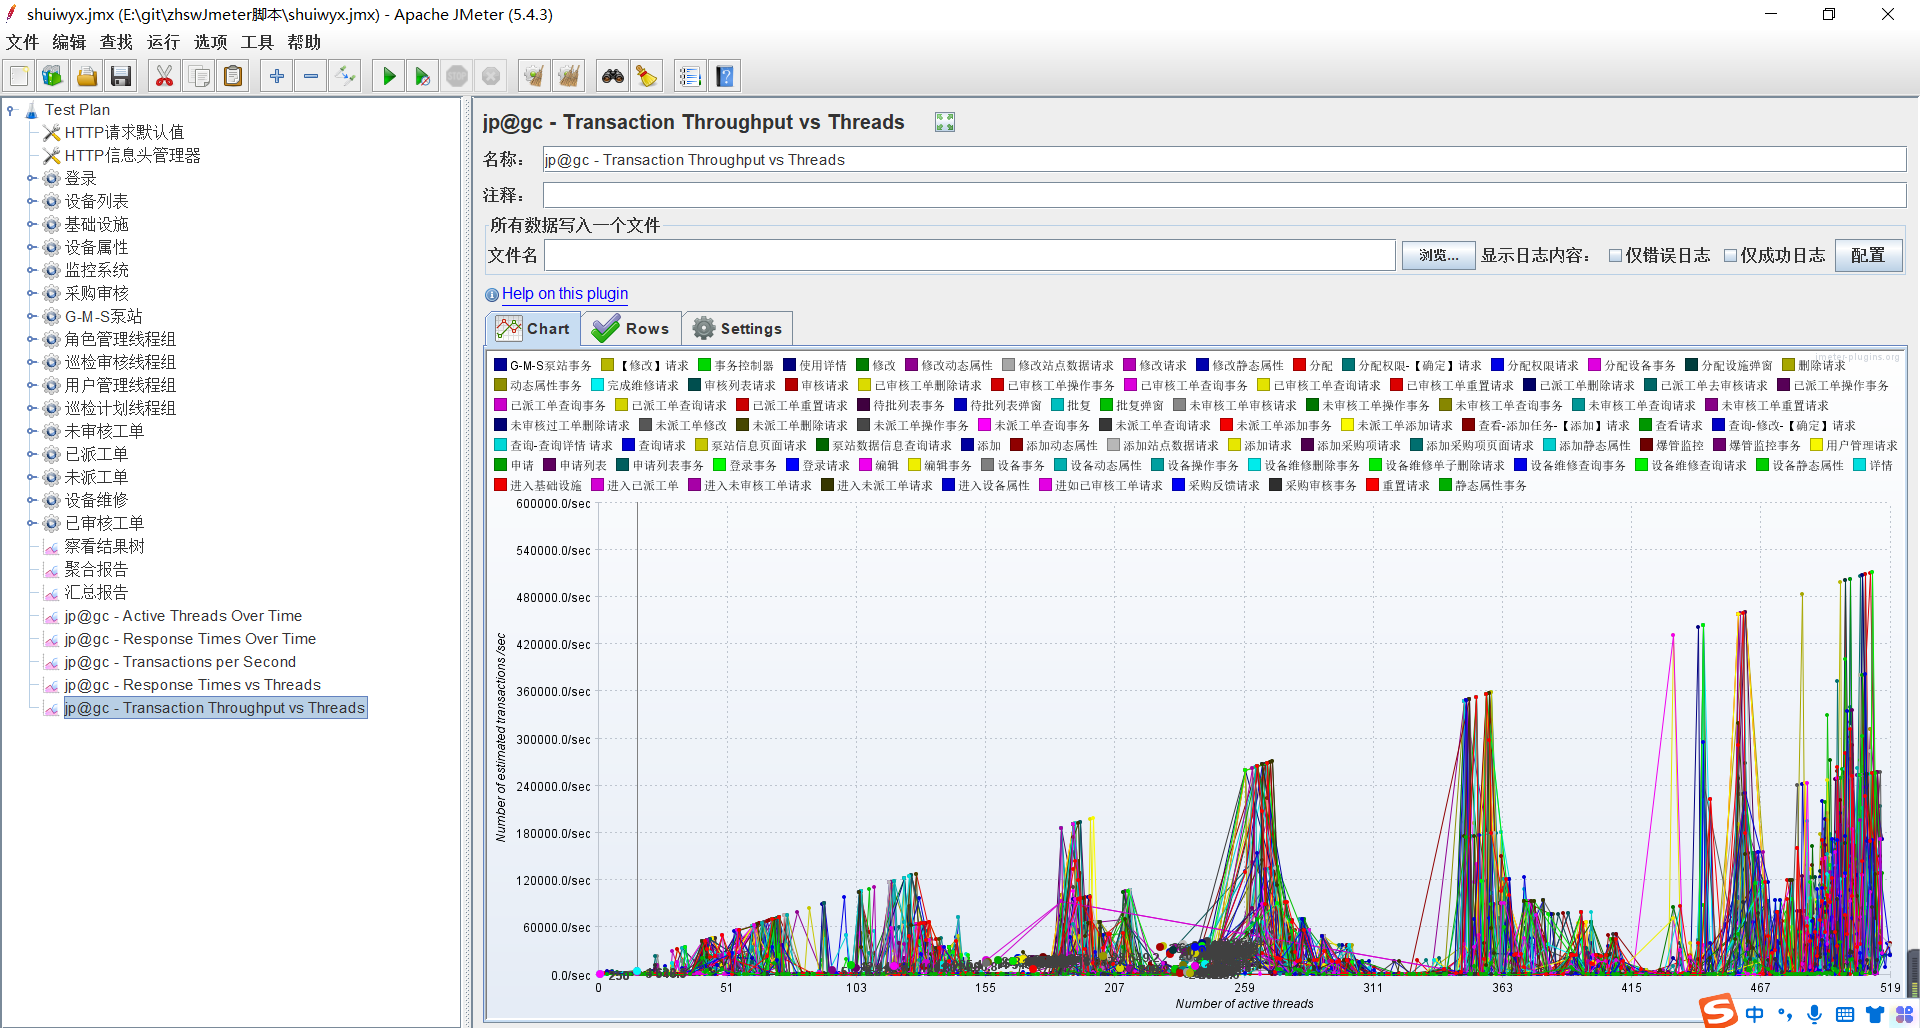 shuiwyx.jmx (E:\git\zhswJmeter脚本\shuiwyx.jmx) - Apache JMeter (5.4.3)
文件 编辑 查找 运行 选项 工具 帮助
Test Plan
HTTP请求默认值
HTTP信息头管理器
登录
设备列表
基础设施
设备属性
监控系统
采购审核
G-M-S泵站
角色管理线程组
巡检审核线程组
用户管理线程组
巡检计划线程组
未审核工单
已派工单
未派工单
设备维修
已审核工单
察看结果树
聚合报告
汇总报告
jp@gc - Active Threads Over Time
jp@gc - Response Times Over Time
jp@gc - Transactions per Second
jp@gc - Response Times vs Threads
jp@gc - Transaction Throughput vs Threads
jp@gc - Transaction Throughput vs Threads
名称： jp@gc - Transaction Throughput vs Threads
注释：
所有数据写入一个文件
文件名 浏览... 显示日志内容： 仅错误日志 仅成功日志 配置
Help on this plugin
Chart Rows Settings
jmeter-plugins.org
G-M-S泵站事务 【修改】请求 事务控制器 使用详情 修改 修改动态属性 修改站点数据请求 修改请求 修改静态属性 分配 分配权限-【确定】请求 分配权限请求 分配设备事务 分配设施弹窗 删除请求
动态属性事务 完成维修请求 审核列表请求 审核请求 已审核工单删除请求 已审核工单操作事务 已审核工单查询事务 已审核工单查询请求 已审核工单重置请求 已派工单删除请求 已派工单去审核请求 已派工单操作事务
已派工单查询事务 已派工单查询请求 已派工单重置请求 待批列表事务 待批列表弹窗 批复 批复弹窗 未审核工单审核请求 未审核工单操作事务 未审核工单查询事务 未审核工单查询请求 未审核工单重置请求
未审核过工单删除请求 未派工单修改 未派工单删除请求 未派工单操作事务 未派工单查询事务 未派工单查询请求 未派工单添加事务 未派工单添加请求 查看-添加任务-【添加】请求 查看请求 查询-修改-【确定】请求
查询-查询详情 请求 查询请求 泵站信息页面请求 泵站数据信息查询请求 添加 添加动态属性 添加站点数据请求 添加请求 添加采购项请求 添加采购项页面请求 添加静态属性 爆管监控 爆管监控事务 用户管理请求
申请 申请列表 申请列表事务 登录事务 登录请求 编辑 编辑事务 设备事务 设备动态属性 设备操作事务 设备维修删除事务 设备维修单子删除请求 设备维修查询事务 设备维修查询请求 设备静态属性 详情
进入基础设施 进入已派工单 进入未审核工单请求 进入未派工单请求 进入设备属性 进如已审核工单请求 采购反馈请求 采购审核事务 重置请求 静态属性事务
600000.0/sec
540000.0/sec
480000.0/sec
420000.0/sec
360000.0/sec
300000.0/sec
240000.0/sec
180000.0/sec
120000.0/sec
60000.0/sec
0.0/sec
Number of estimated transactions /sec
0 51 103 155 207 259 311 363 415 467 519
Number of active threads
中